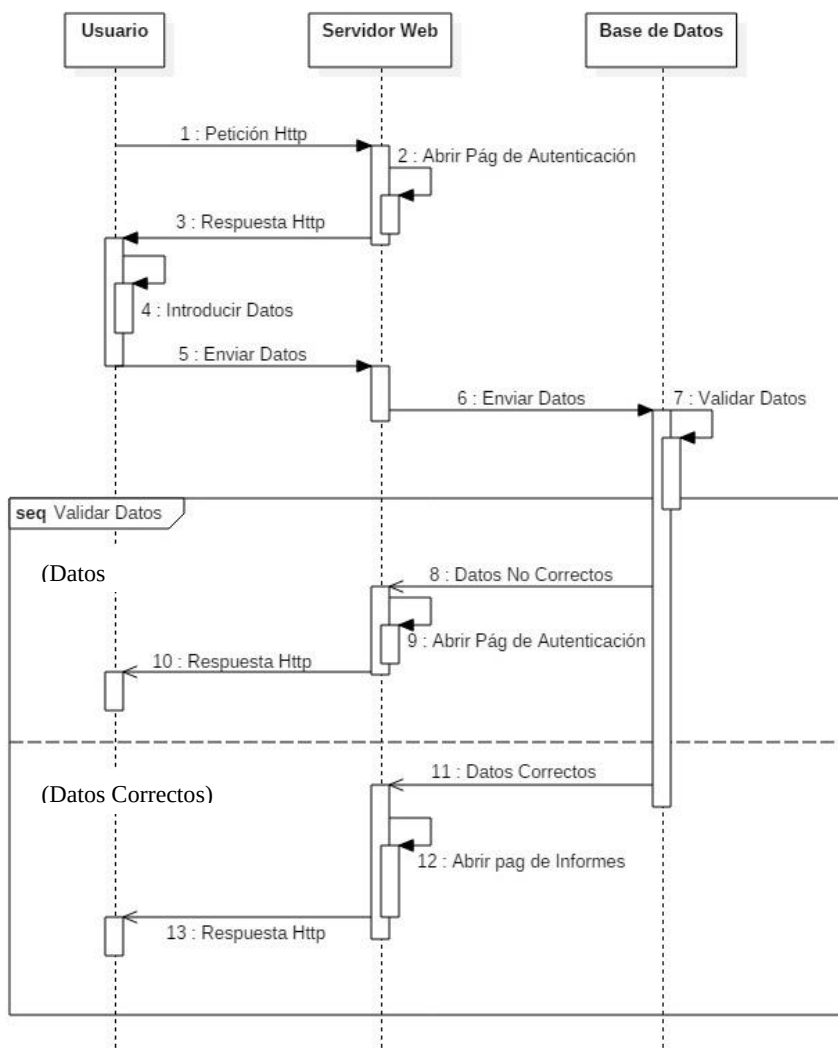 Usuario
Servidor Web
Base de Datos
1 : Petición Http
2 : Abrir Pág de Autenticación
3 : Respuesta Http
4 : Introducir Datos
5 : Enviar Datos
6 : Enviar Datos
7 : Validar Datos
seq Validar Datos
(Datos
8 : Datos No Correctos
9 : Abrir Pág de Autenticación
10 : Respuesta Http
11 : Datos Correctos
(Datos Correctos)
12 : Abrir pag de Informes
13 : Respuesta Http